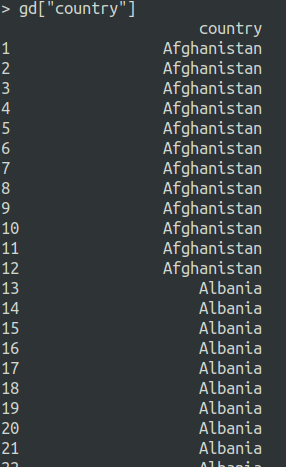 > gd["country"]
country
1 Afghanistan
2 Afghanistan
3 Afghanistan
4 Afghanistan
5 Afghanistan
6 Afghanistan
7 Afghanistan
8 Afghanistan
9 Afghanistan
10 Afghanistan
11 Afghanistan
12 Afghanistan
13 Albania
14 Albania
15 Albania
16 Albania
17 Albania
18 Albania
19 Albania
20 Albania
21 Albania